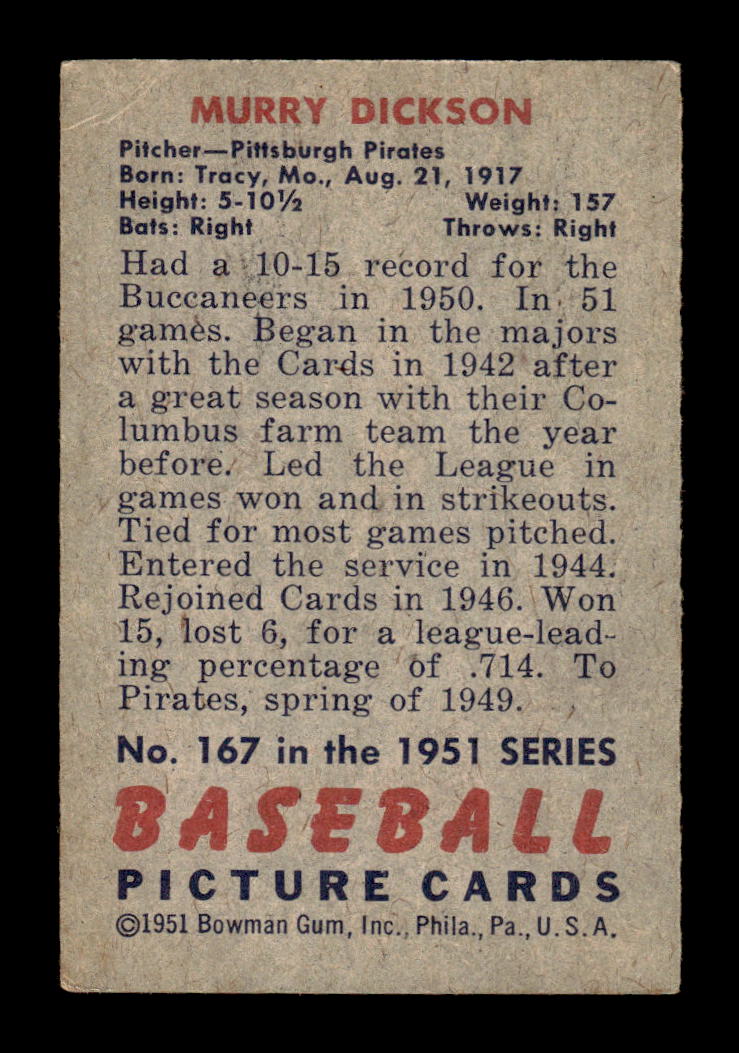 MURRY DICKSON
Pitcher—Pittsburgh Pirates
Born: Tracy, Mo., Aug. 21, 1917
Height: 5-10½ Weight: 157
Bats: Right Throws: Right
Had a 10-15 record for the
Buccaneers in 1950. In 51
games. Began in the majors
with the Cards in 1942 after
a great season with their Co-
lumbus farm team the year
before. Led the League in
games won and in strikeouts.
Tied for most games pitched.
Entered the service in 1944.
Rejoined Cards in 1946. Won
15, lost 6, for a league-lead-
ing percentage of .714. To
Pirates, spring of 1949.
No. 167 in the 1951 SERIES
BASEBALL
PICTURE CARDS
©1951 Bowman Gum, Inc., Phila., Pa., U.S.A.